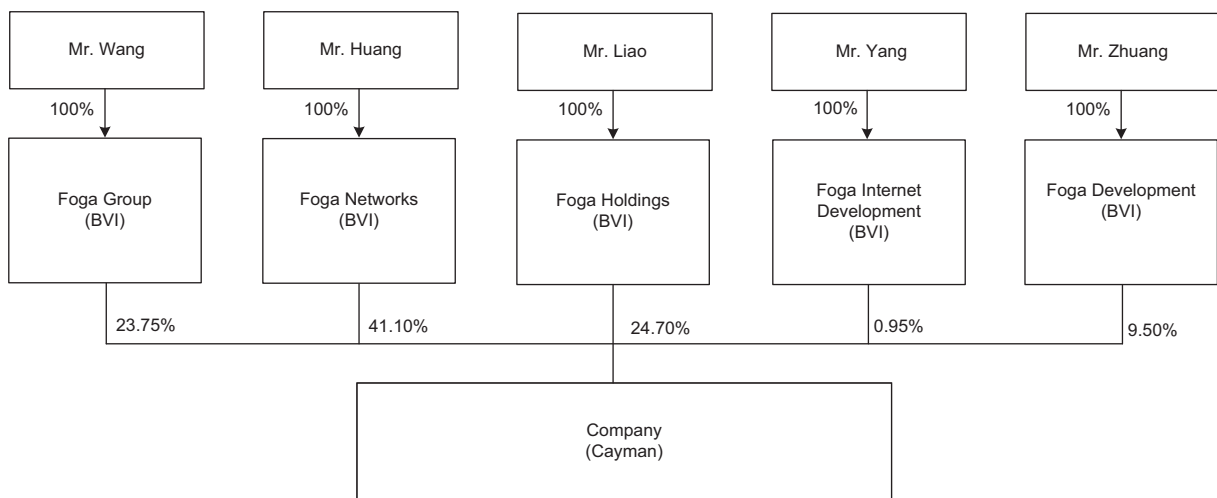 Mr. Wang
Mr. Huang
Mr. Liao
Mr. Yang
Mr. Zhuang
100%
100%
100%
100%
100%
Foga Group
(BVI)
Foga Networks
(BVI)
Foga Holdings
(BVI)
Foga Internet
Development
(BVI)
Foga Development
(BVI)
23.75%
41.10%
24.70%
0.95%
9.50%
Company
(Cayman)